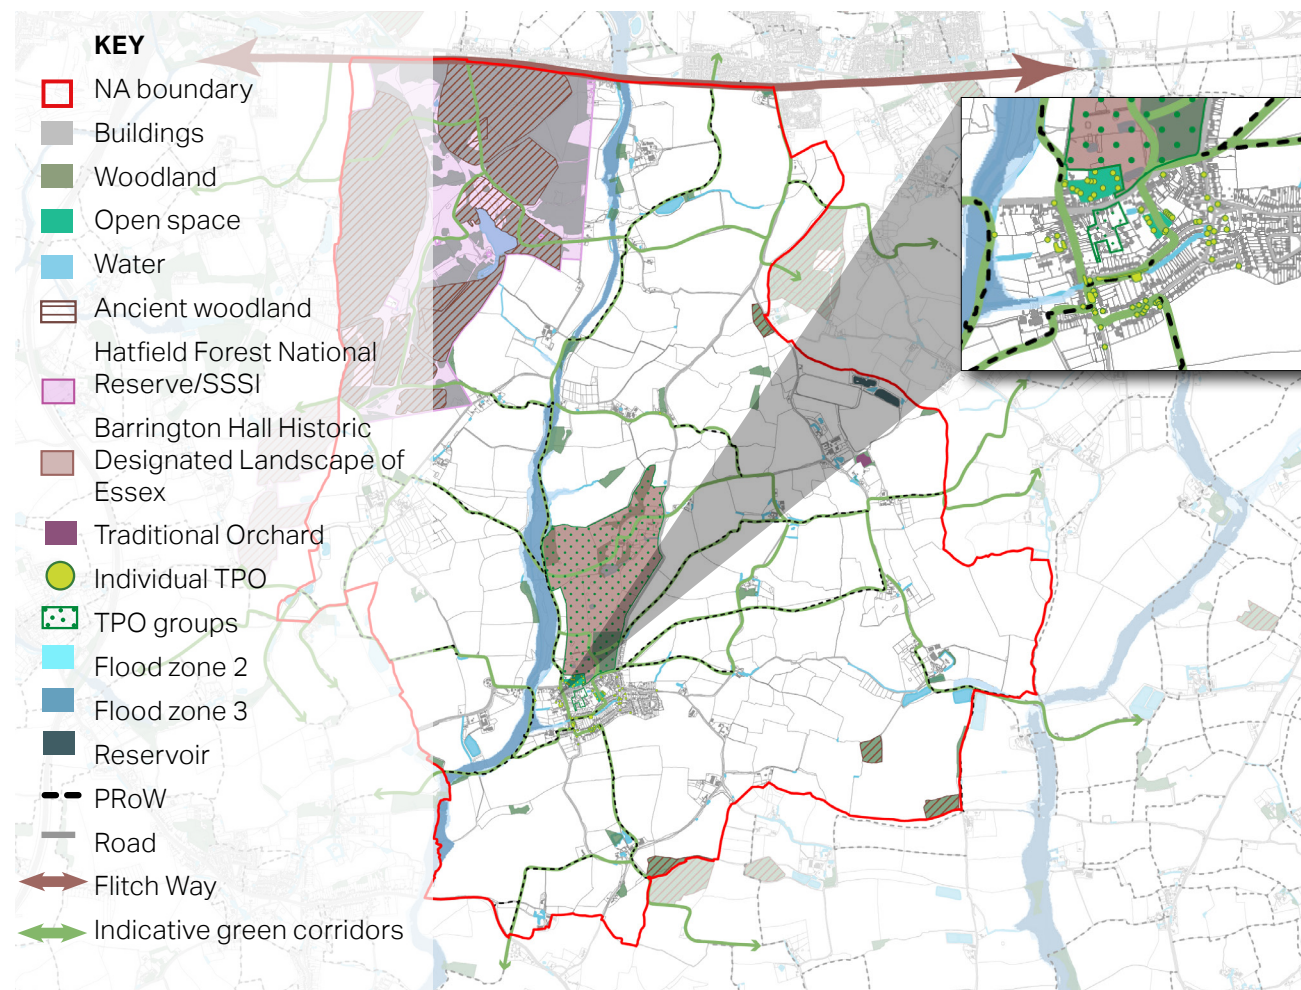 KEY
NA boundary
Buildings
Woodland
Open space
Water
Ancient woodland
Hatfield Forest National
Reserve/SSSI
Barrington Hall Historic
Designated Landscape of
Essex
Traditional Orchard
Individual TPO
TPO groups
Flood zone 2
Flood zone 3
Reservoir
PRoW
Road
Flitch Way
Indicative green corridors